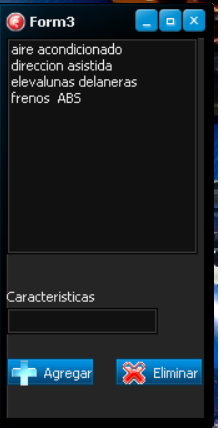 Form3
aire acondicionado
direccion asistida
elevalunas delaneras
frenos ABS
Caracteristicas
Agregar
Eliminar